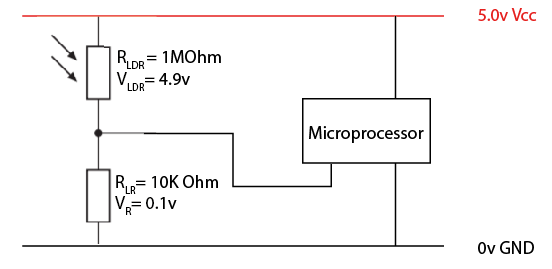 5.0v Vcc
RLDR= 1MOhm
VLDR= 4.9v
Microprocessor
RLR= 10K Ohm
VR= 0.1v
0v GND